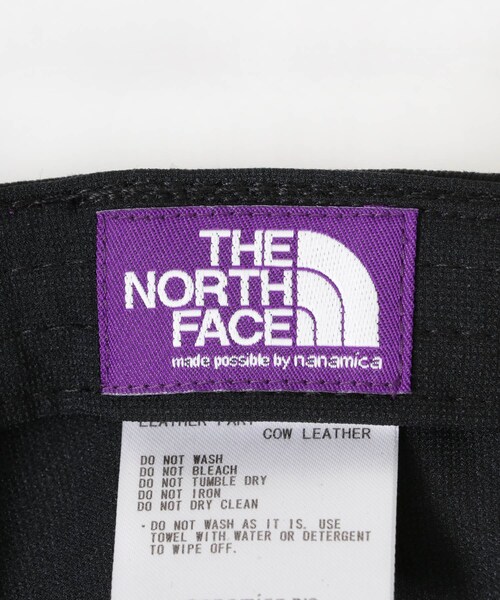 THE
NORTH
FACE
made possible by nanamica
LEATHER PART
COW LEATHER
DO NOT WASH
DO NOT BLEACH
DO NOT TUMBLE DRY
DO NOT IRON
DO NOT DRY CLEAN
・DO NOT WASH AS IT IS. USE
TOWEL WITH WATER OR DETERGENT
TO WIPE OFF.